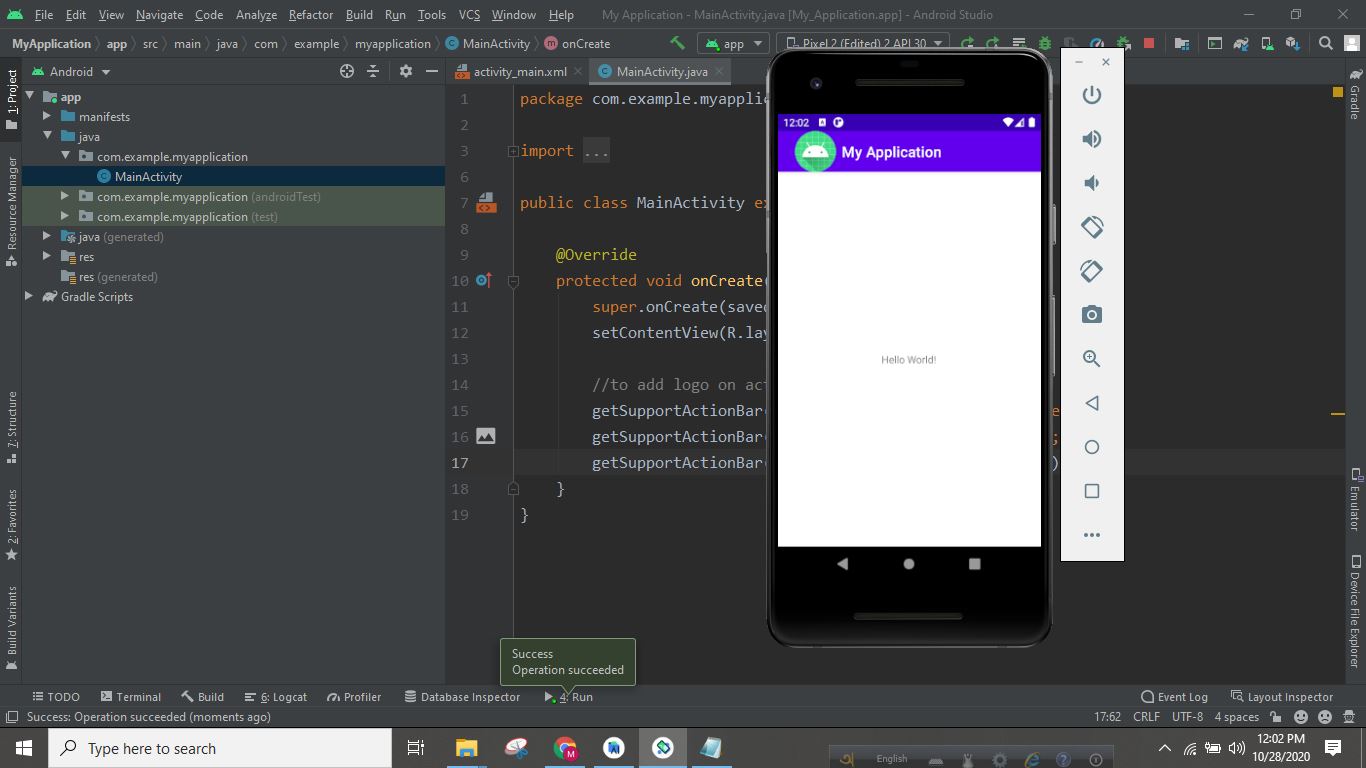 File Edit View Navigate Code Analyze Refactor Build Run Tools VCS Window Help My Application - MainActivity.java [My_Application.app] - Android Studio
MyApplication app src main java com example myapplication MainActivity onCreate app Pixel 2 (Edited) 2 API 30
1: Project
Resource Manager
7: Structure
2: Favorites
Build Variants
Android
app
manifests
java
com.example.myapplication
MainActivity
com.example.myapplication (androidTest)
com.example.myapplication (test)
java (generated)
res
res (generated)
Gradle Scripts
activity_main.xml MainActivity.java
1 package com.example.myapplic
2
3 import ...
6
7 public class MainActivity e
8
9 @Override
10 protected void onCreate(
11 super.onCreate(saved
12 setContentView(R.lay
13
14 //to add logo on act
15 getSupportActionBar( e
16 getSupportActionBar( ;
17 getSupportActionBar( )
18 }
19 }
12:02
My Application
Hello World!
Gradle
Emulator
Device File Explorer
Success
Operation succeeded
TODO Terminal Build 6: Logcat Profiler Database Inspector 4: Run Event Log Layout Inspector
Success: Operation succeeded (moments ago) 17:62 CRLF UTF-8 4 spaces
Type here to search
English
12:02 PM
10/28/2020